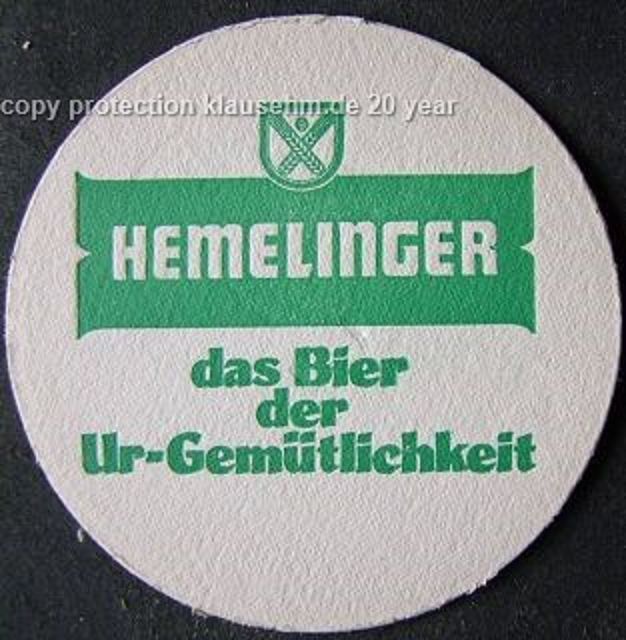 copy protection klausehm.de 20 year
HEMELINGER
das Bier
der
Ur-Gemütlichkeit